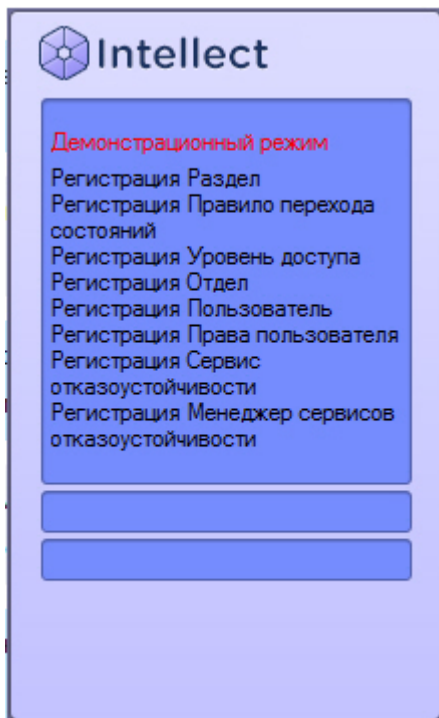 Intellect
Демонстрационный режим
Регистрация Раздел
Регистрация Правило перехода
состояний
Регистрация Уровень доступа
Регистрация Отдел
Регистрация Пользователь
Регистрация Права пользователя
Регистрация Сервис
отказоустойчивости
Регистрация Менеджер сервисов
отказоустойчивости